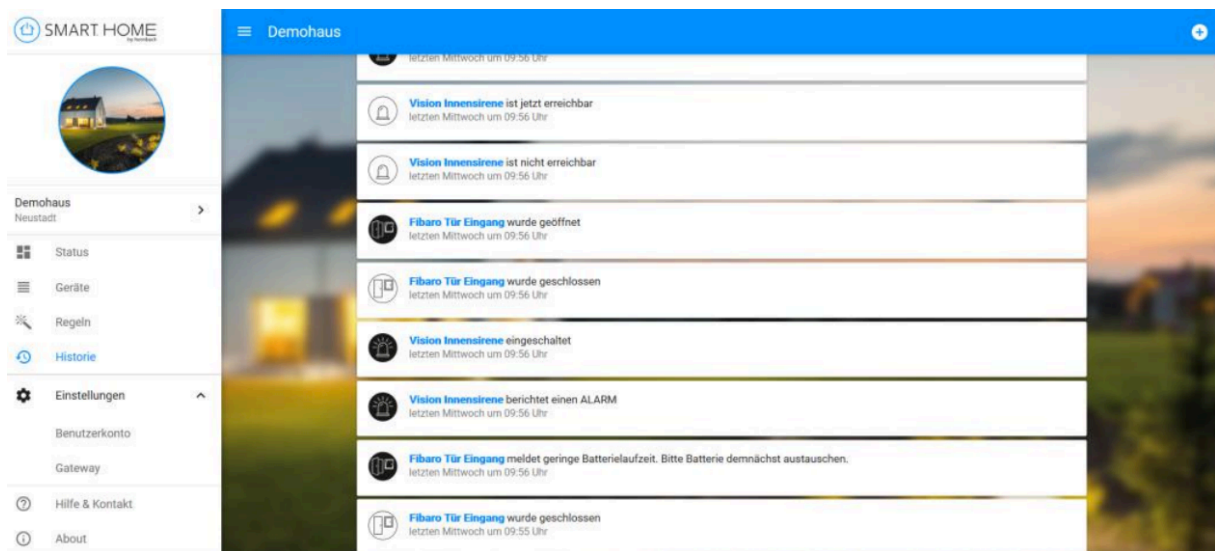 SMART HOME
by hornbach
Demohaus
Demohaus
Neustadt
Status
Geräte
Regeln
Historie
Einstellungen
Benutzerkonto
Gateway
Hilfe & Kontakt
About
letzten Mittwoch um 09:56 Uhr
Vision Innensirene ist jetzt erreichbar
letzten Mittwoch um 09:56 Uhr
Vision Innensirene ist nicht erreichbar
letzten Mittwoch um 09:56 Uhr
Fibaro Tür Eingang wurde geöffnet
letzten Mittwoch um 09:56 Uhr
Fibaro Tür Eingang wurde geschlossen
letzten Mittwoch um 09:56 Uhr
Vision Innensirene eingeschaltet
letzten Mittwoch um 09:56 Uhr
Vision Innensirene berichtet einen ALARM
letzten Mittwoch um 09:56 Uhr
Fibaro Tür Eingang meldet geringe Batterielaufzeit. Bitte Batterie demnächst austauschen.
letzten Mittwoch um 09:56 Uhr
Fibaro Tür Eingang wurde geschlossen
letzten Mittwoch um 09:55 Uhr